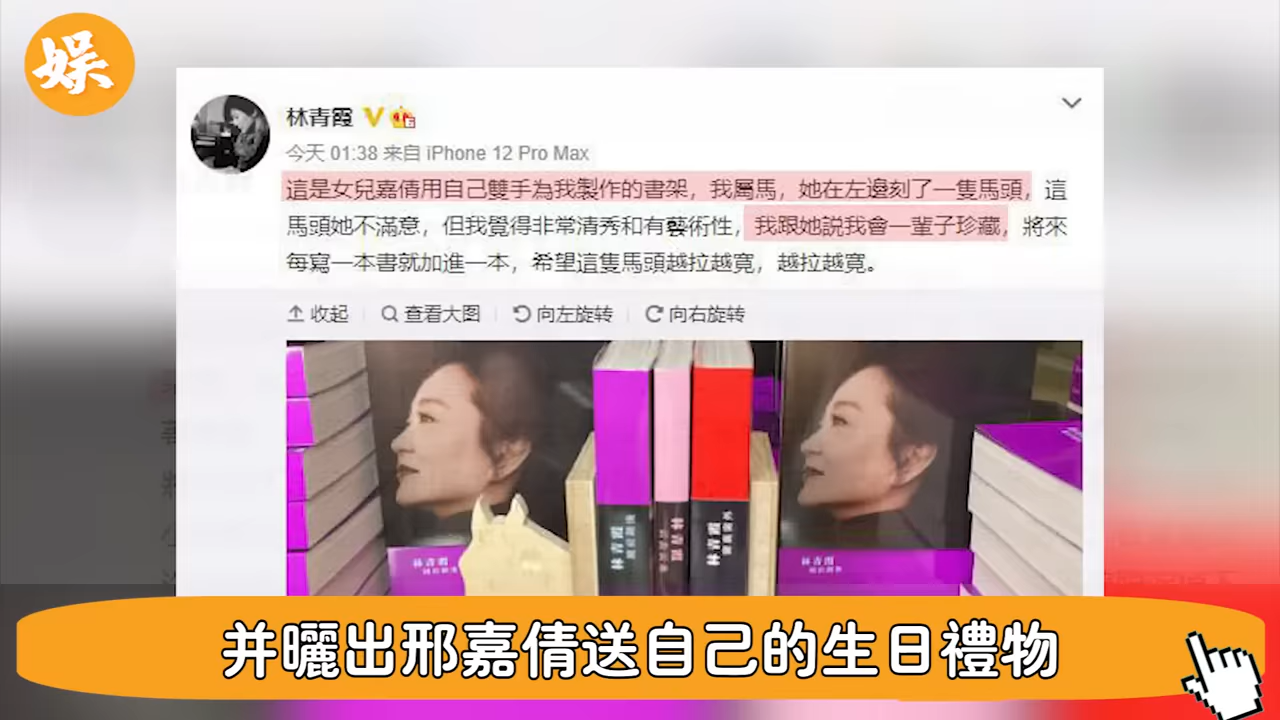 娱
林青霞
今天 01:38 来自 iPhone 12 Pro Max
這是女兒嘉倩用自己雙手為我製作的書架，我屬馬，她在左邊刻了一隻馬頭，這
馬頭她不滿意，但我覺得非常清秀和有藝術性，我跟她説我會一輩子珍藏，將來
每寫一本書就加進一本，希望這隻馬頭越拉越寬，越拉越寬。
收起 查看大图 向左旋转 向右旋转
林青霞
林青霞
林青霞
林青霞
并曬出邢嘉倩送自己的生日禮物